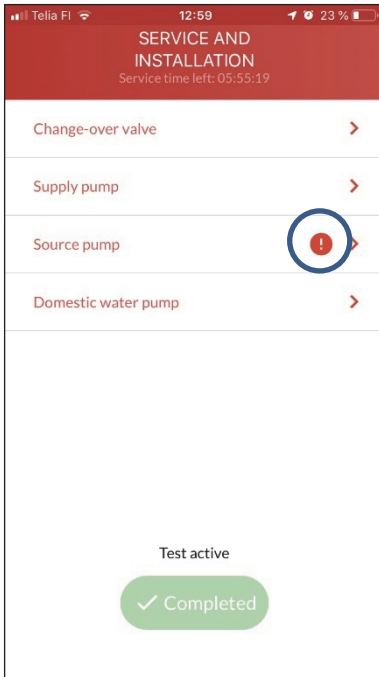 Telia FI 12:59 23 %
SERVICE AND
INSTALLATION
Service time left: 05:55:19
Change-over valve
Supply pump
Source pump
!
Domestic water pump
Test active
Completed